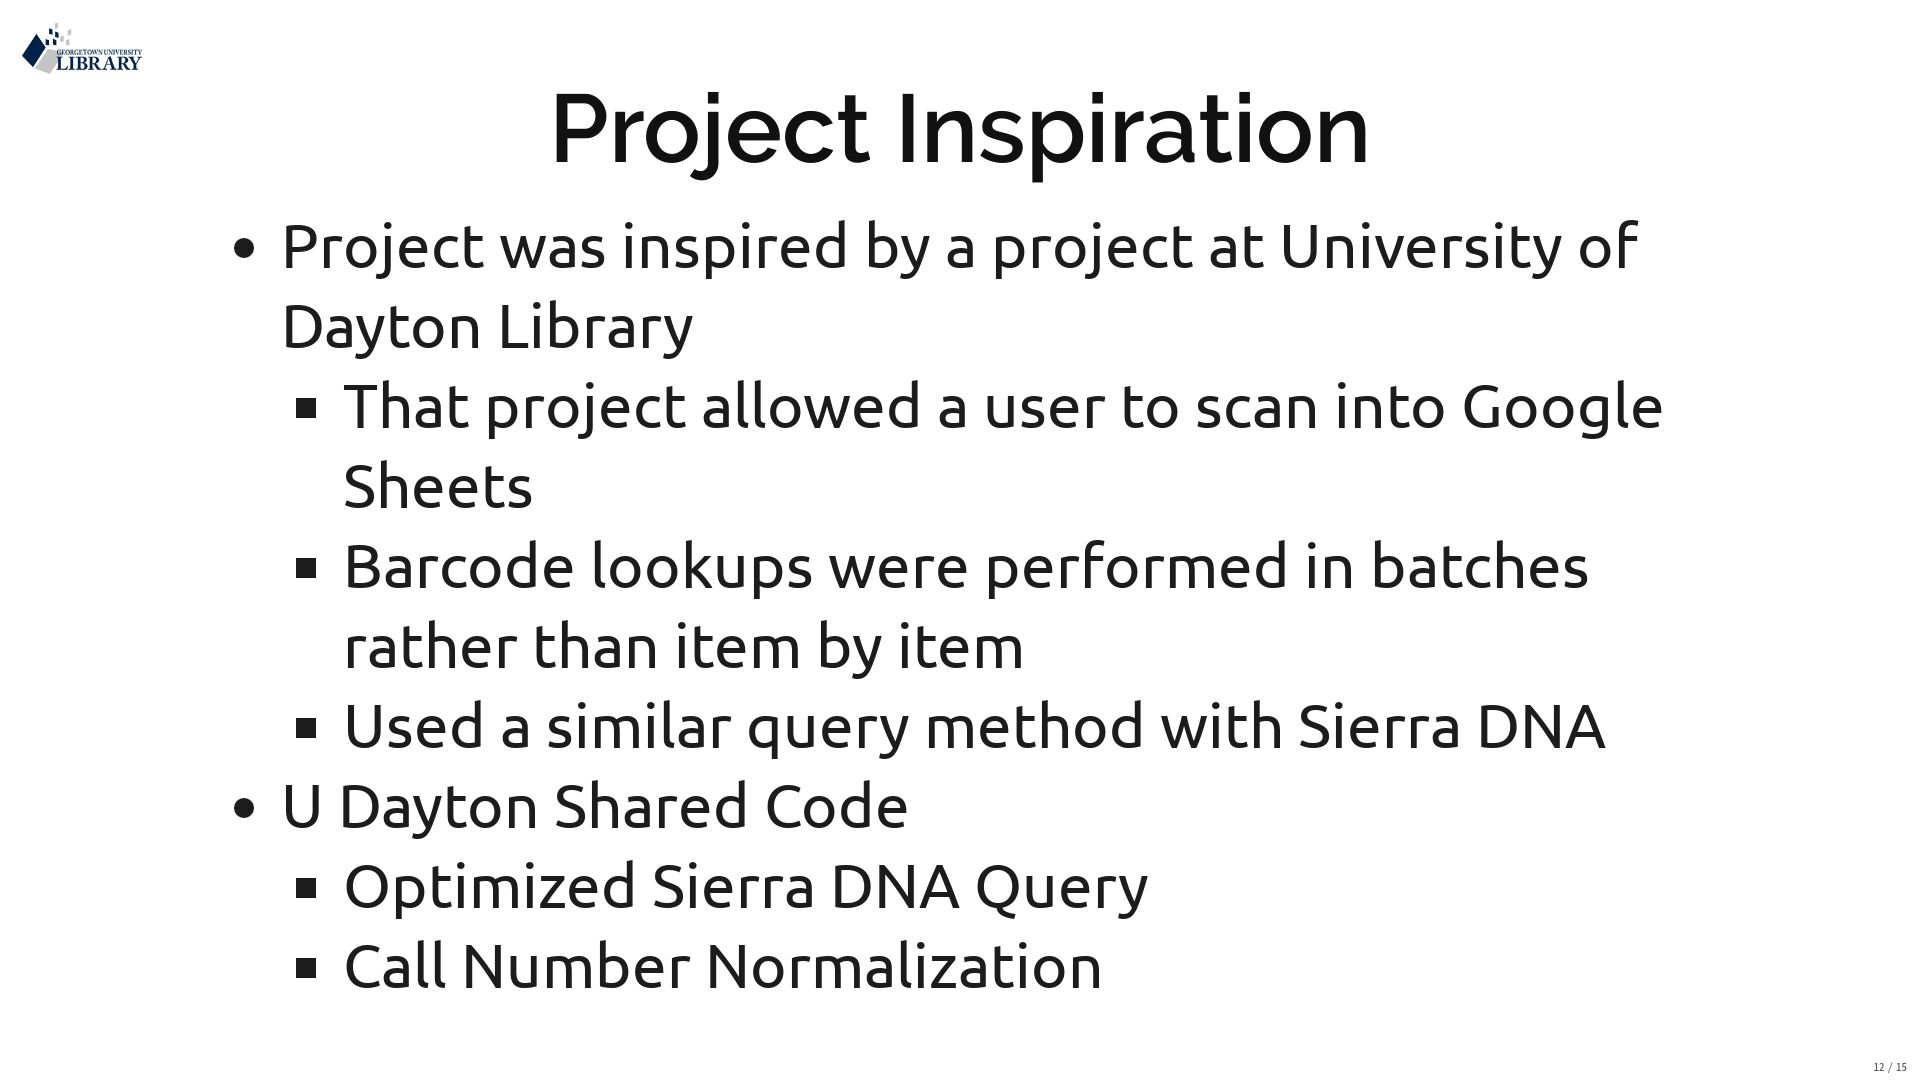 GEORGETOWN UNIVERSITY
LIBRARY
Project Inspiration
• Project was inspired by a project at University of
Dayton Library
▪ That project allowed a user to scan into Google
Sheets
▪ Barcode lookups were performed in batches
rather than item by item
▪ Used a similar query method with Sierra DNA
• U Dayton Shared Code
▪ Optimized Sierra DNA Query
▪ Call Number Normalization
12 / 15